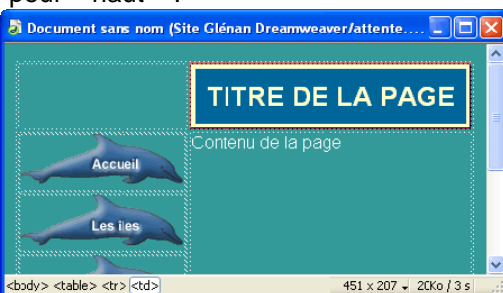 pour « haut » .
Document sans nom (Site Glénan Dreamweaver/attente....
TITRE DE LA PAGE
Contenu de la page
Accueil
Les îles
<body> <table> <tr> <td>
451 x 207
2CKo / 3 s